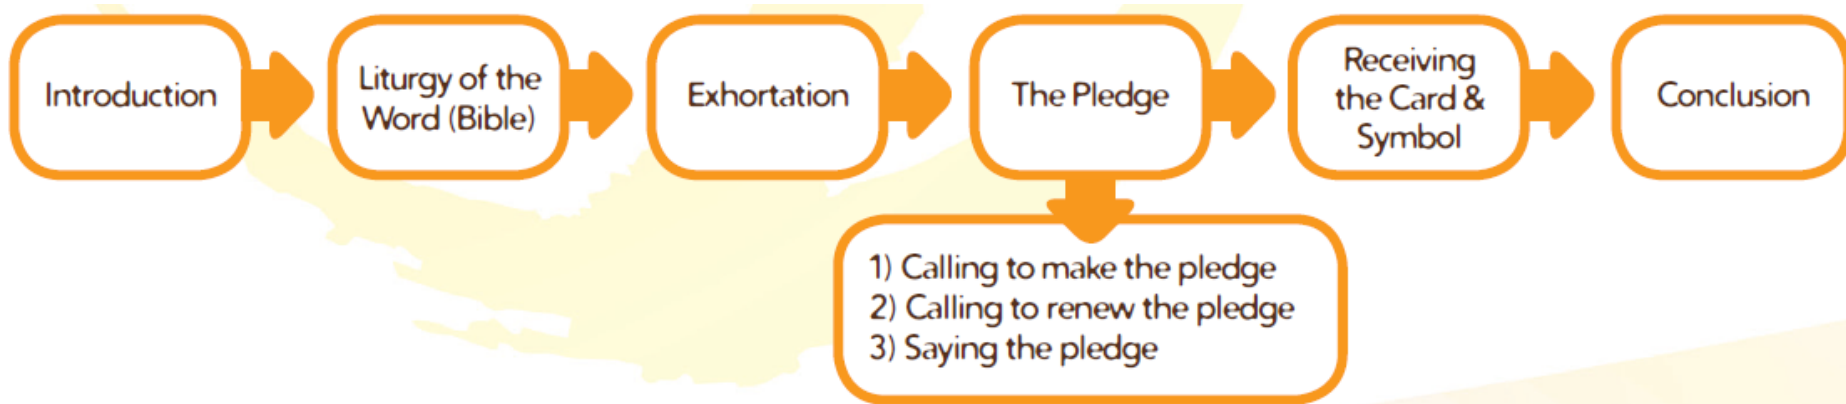 Introduction
Liturgy of the
Word (Bible)
Exhortation
The Pledge
Receiving
the Card &
Symbol
Conclusion
1) Calling to make the pledge
2) Calling to renew the pledge
3) Saying the pledge